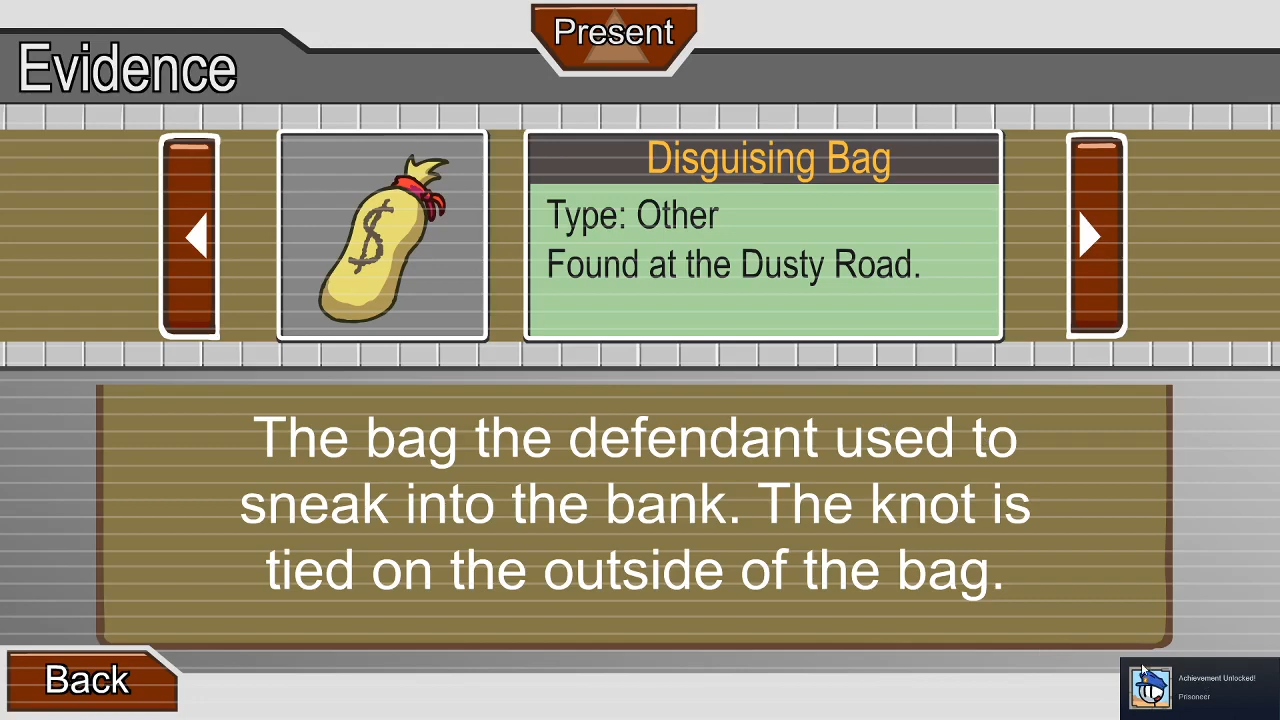 Present
Evidence
Disguising Bag
Type: Other
Found at the Dusty Road.
$
The bag the defendant used to
sneak into the bank. The knot is
tied on the outside of the bag.
Back
Achievement Unlocked!
Prisoneer